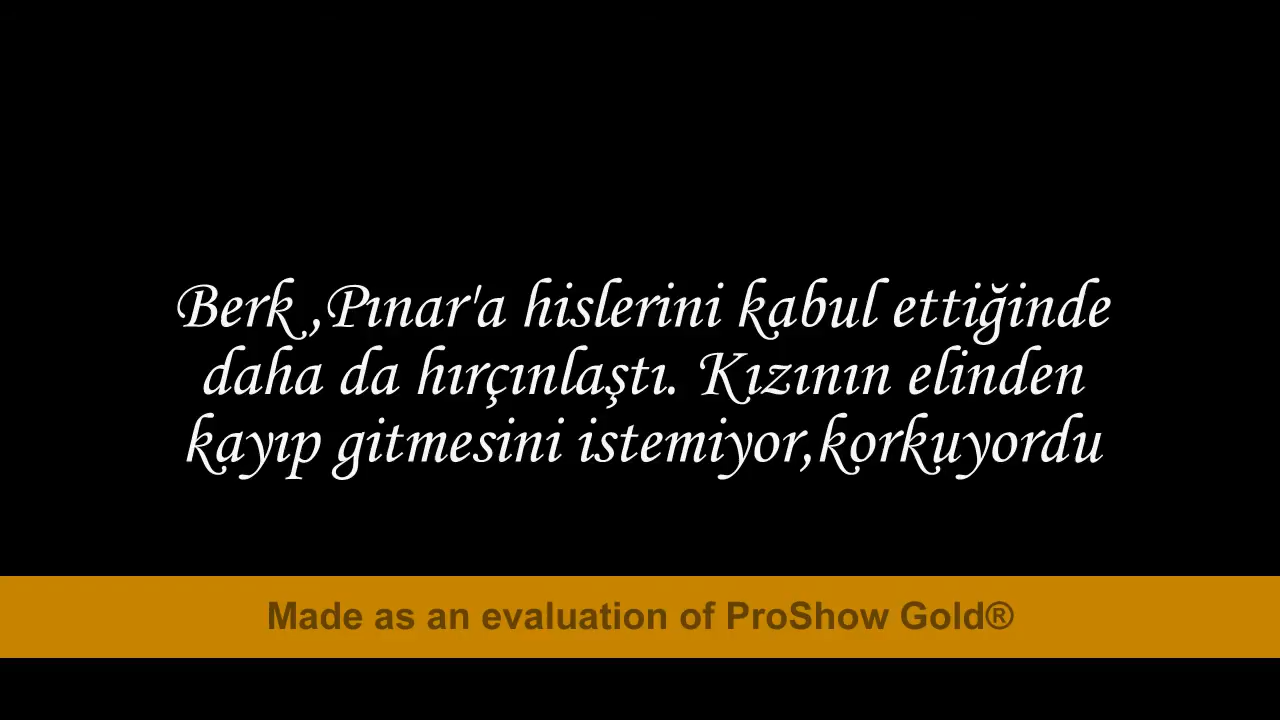 Berk ,Pınar'a hislerini kabul ettiğinde
daha da hırçınlaştı. Kızının elinden
kayıp gitmesini istemiyor,korkuyordu
Made as an evaluation of ProShow Gold®